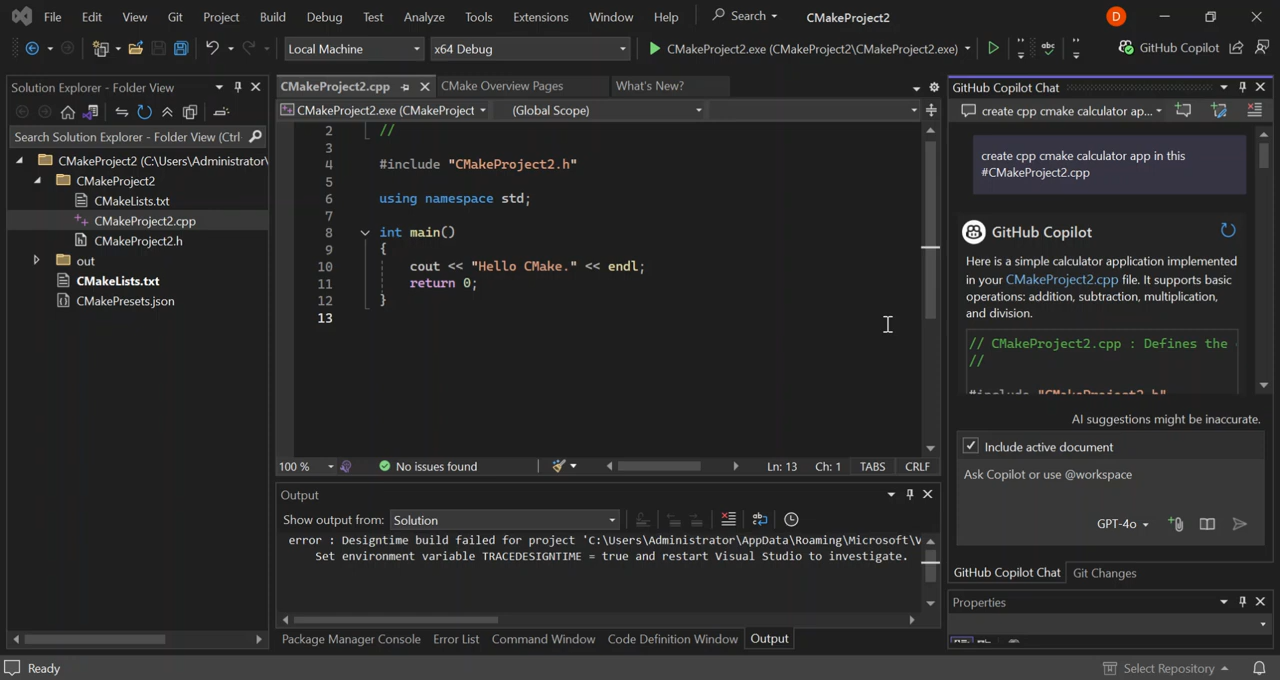 File Edit View Git Project Build Debug Test Analyze Tools Extensions Window Help Search CMakeProject2 D
Local Machine x64 Debug CMakeProject2.exe (CMakeProject2\CMakeProject2.exe) GitHub Copilot
Solution Explorer - Folder View
Search Solution Explorer - Folder View (Ctrl-
CMakeProject2 (C:\Users\Administrator\
CMakeProject2
CMakeLists.txt
CMakeProject2.cpp
CMakeProject2.h
out
CMakeLists.txt
CMakePresets.json
CMakeProject2.cpp CMake Overview Pages What's New?
CMakeProject2.exe (CMakeProject (Global Scope)
2 //
3
4 #include "CMakeProject2.h"
5
6 using namespace std;
7
8 int main()
9 {
10 cout << "Hello CMake." << endl;
11 return 0;
12 }
13
100 % No issues found Ln: 13 Ch: 1 TABS CRLF
Output
Show output from: Solution
error : Designtime build failed for project 'C:\Users\Administrator\AppData\Roaming\Microsoft\V
Set environment variable TRACEDESIGNTIME = true and restart Visual Studio to investigate.
Package Manager Console Error List Command Window Code Definition Window Output
GitHub Copilot Chat
create cpp cmake calculator ap...
create cpp cmake calculator app in this
#CMakeProject2.cpp
GitHub Copilot
Here is a simple calculator application implemented
in your CMakeProject2.cpp file. It supports basic
operations: addition, subtraction, multiplication,
and division.
// CMakeProject2.cpp : Defines the
//
#include "CMakeProject2.h"
AI suggestions might be inaccurate.
Include active document
Ask Copilot or use @workspace
GPT-4o
GitHub Copilot Chat Git Changes
Properties
Ready Select Repository